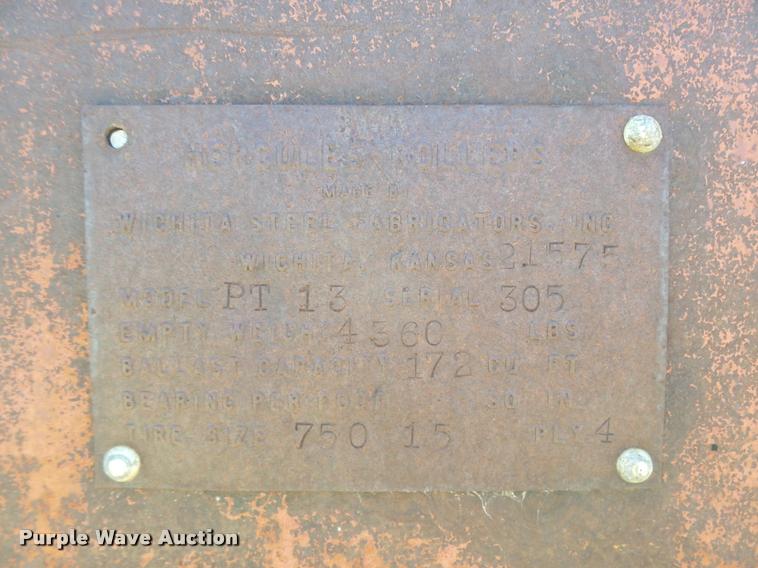 HERCULES ROLLERS
MADE BY
WICHITA STEEL FABRICATORS, INC
WICHITA, KANSAS 21575
MODEL PT 13 SERIAL 305
EMPTY WEIGHT 4360 LBS
BALLAST CAPACITY 172 CU FT
BEARING PER FOOT SQ IN
TIRE SIZE 750 15 PLY 4
Purple Wave Auction